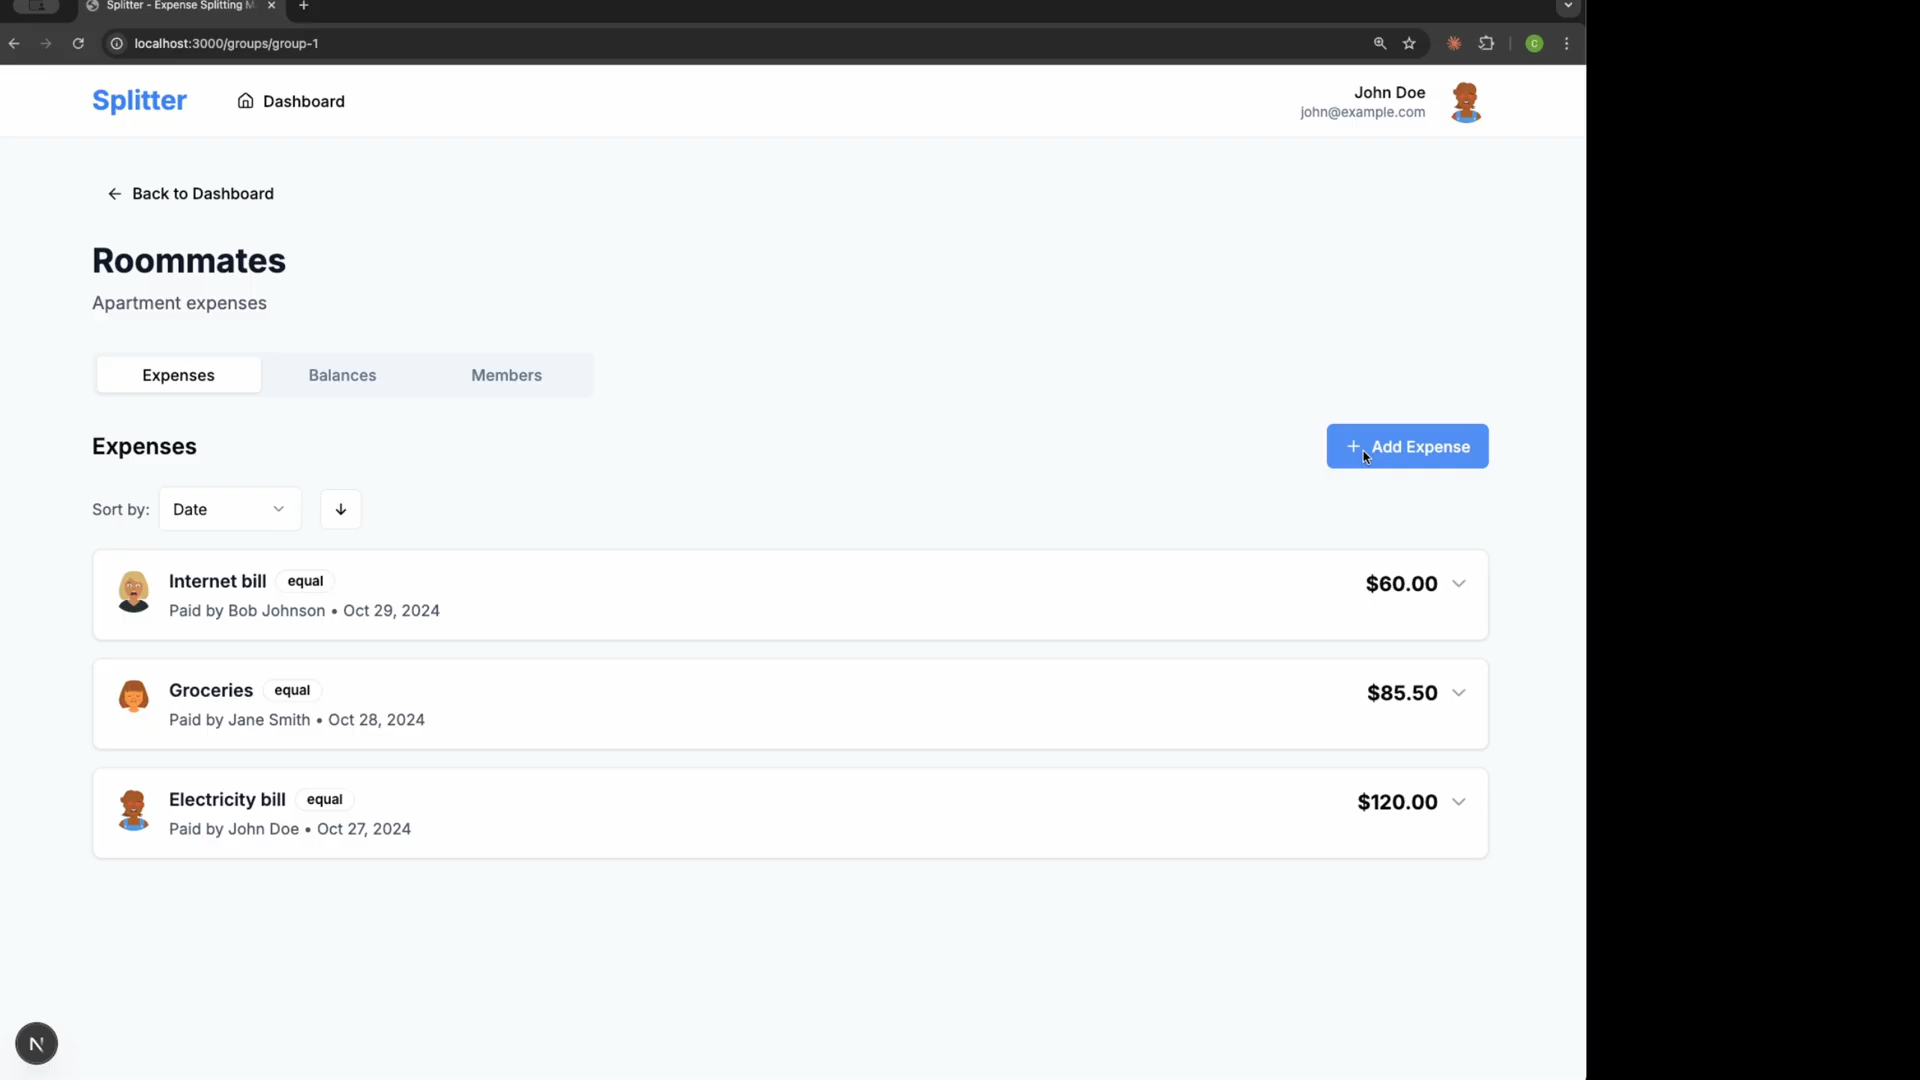 Splitter - Expense Splitting M
localhost:3000/groups/group-1
C
Splitter
Dashboard
John Doe
john@example.com
Back to Dashboard
Roommates
Apartment expenses
Expenses
Balances
Members
Expenses
Add Expense
Sort by:
Date
Internet bill
equal
$60.00
Paid by Bob Johnson • Oct 29, 2024
Groceries
equal
$85.50
Paid by Jane Smith • Oct 28, 2024
Electricity bill
equal
$120.00
Paid by John Doe • Oct 27, 2024
N